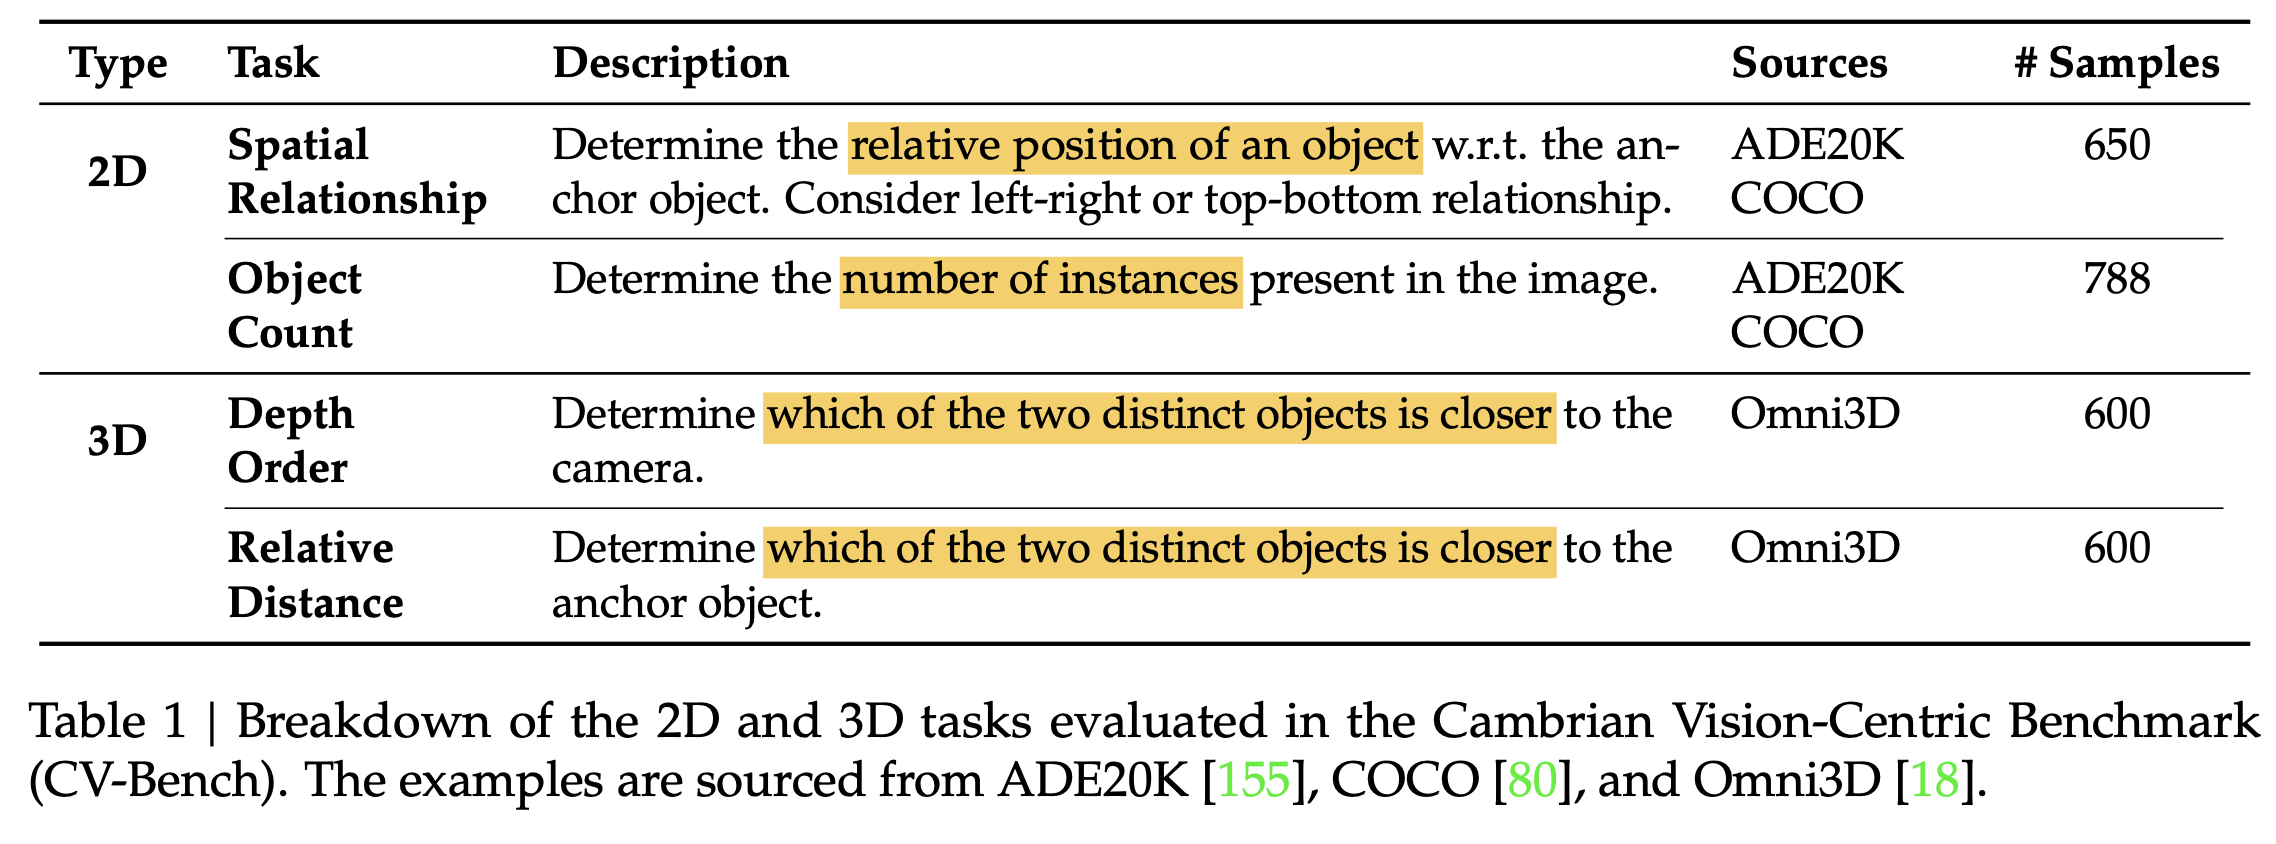 Type Task Description Sources # Samples
2D Spatial Relationship Determine the relative position of an object w.r.t. the an- ADE20K 650
chor object. Consider left-right or top-bottom relationship. COCO
Object Count Determine the number of instances present in the image. ADE20K 788
COCO
3D Depth Order Determine which of the two distinct objects is closer to the Omni3D 600
camera.
Relative Distance Determine which of the two distinct objects is closer to the Omni3D 600
anchor object.
Table 1 | Breakdown of the 2D and 3D tasks evaluated in the Cambrian Vision-Centric Benchmark
(CV-Bench). The examples are sourced from ADE20K [155], COCO [80], and Omni3D [18].